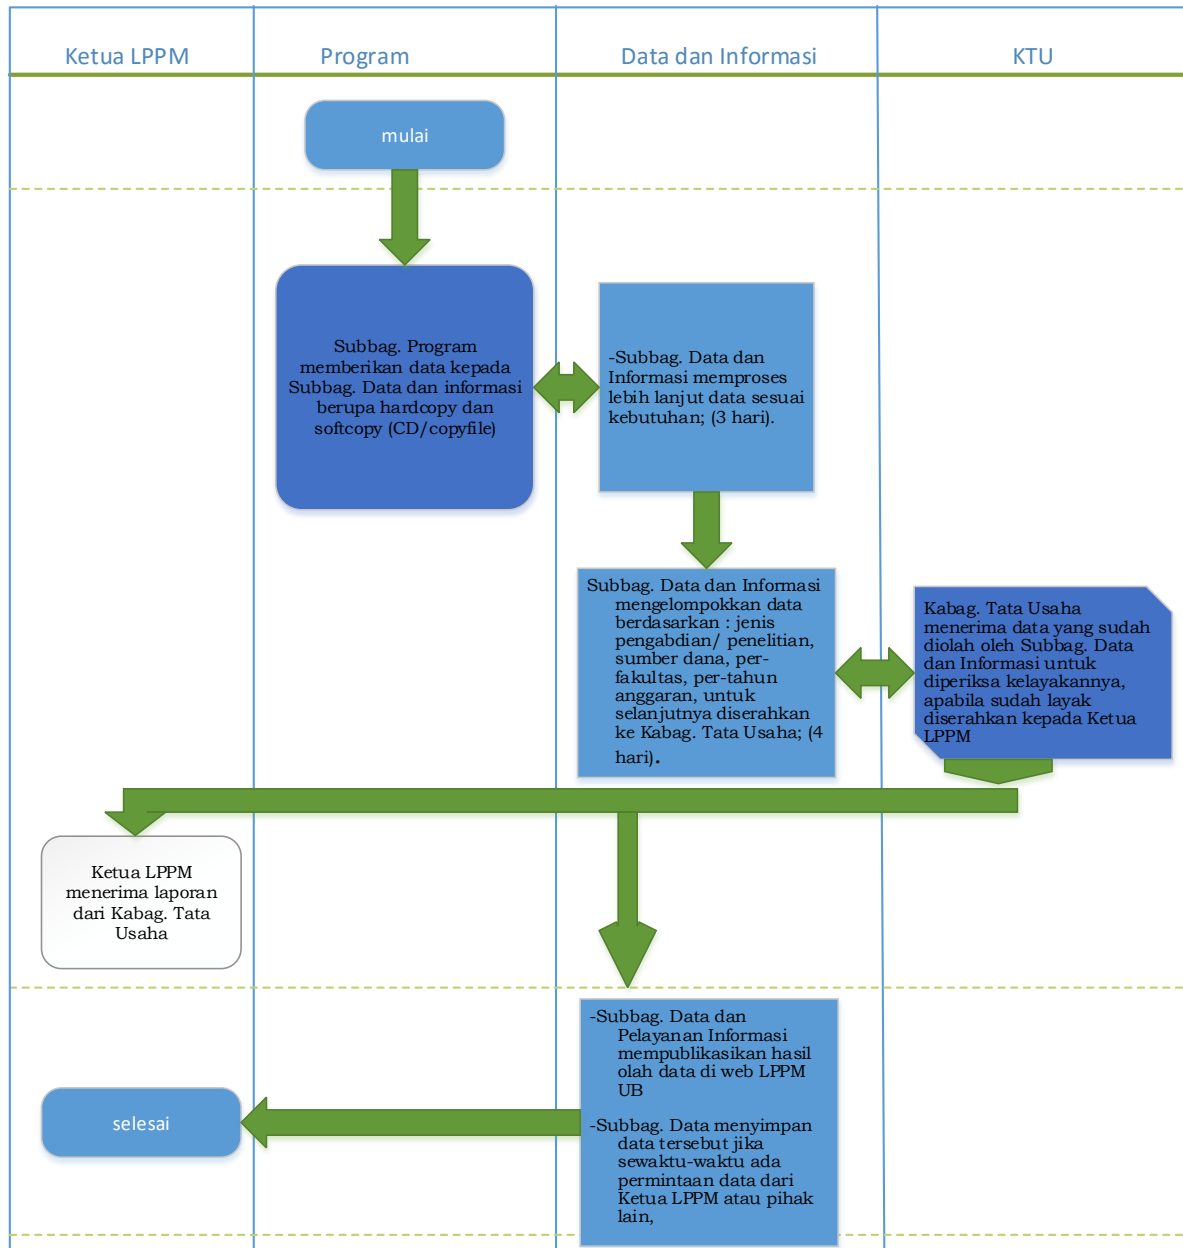 Ketua LPPM
Program
Data dan Informasi
KTU
mulai
Subbag. Program
memberikan data kepada
Subbag. Data dan informasi
berupa hardcopy dan
softcopy (CD/copyfile)
-Subbag. Data dan
Informasi memproses
lebih lanjut data sesuai
kebutuhan; (3 hari).
Subbag. Data dan Informasi
mengelompokkan data
berdasarkan : jenis
pengabdian/ penelitian,
sumber dana, per-
fakultas, per-tahun
anggaran, untuk
selanjutnya diserahkan
ke Kabag. Tata Usaha; (4
hari).
Kabag. Tata Usaha
menerima data yang sudah
diolah oleh Subbag. Data
dan Informasi untuk
diperiksa kelayakannya,
apabila sudah layak
diserahkan kepada Ketua
LPPM
Ketua LPPM
menerima laporan
dari Kabag. Tata
Usaha
-Subbag. Data dan
Pelayanan Informasi
mempublikasikan hasil
olah data di web LPPM
UB
-Subbag. Data menyimpan
data tersebut jika
sewaktu-waktu ada
permintaan data dari
Ketua LPPM atau pihak
lain,
selesai